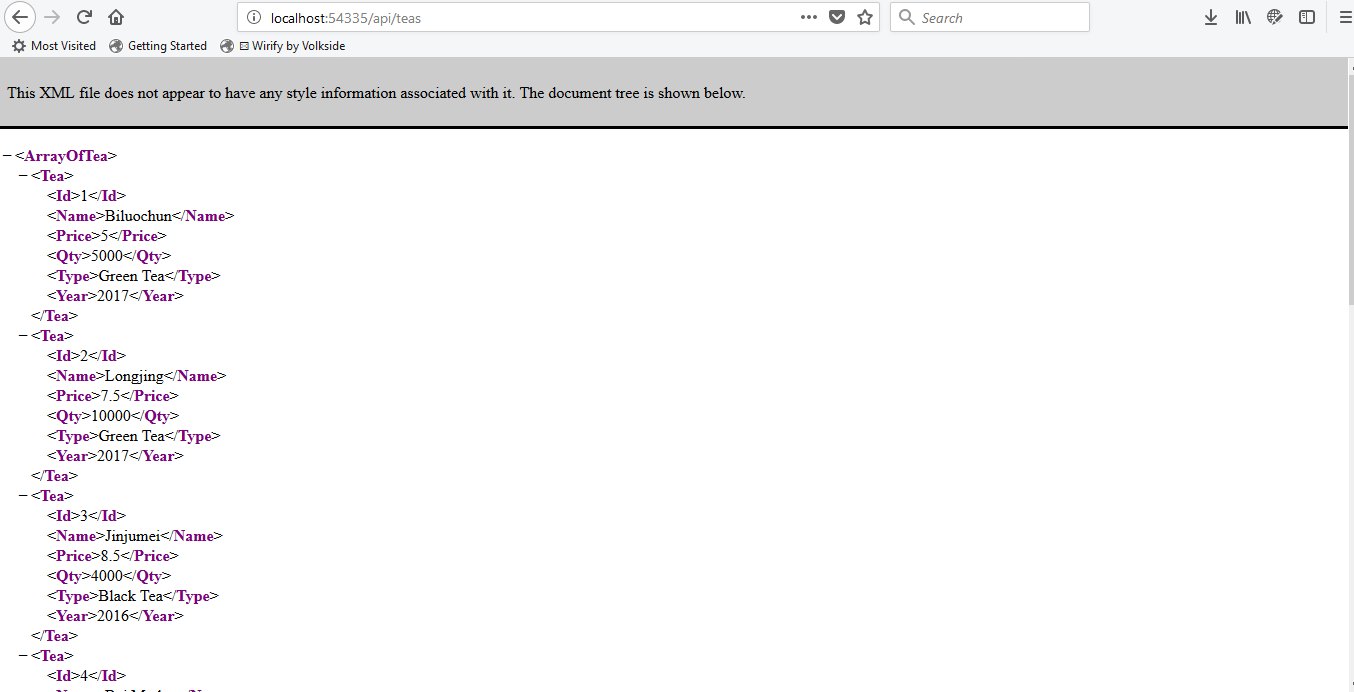 localhost:54335/api/teas
Search
Most Visited Getting Started Wirify by Volkside
This XML file does not appear to have any style information associated with it. The document tree is shown below.
−<ArrayOfTea>
−<Tea>
<Id>1</Id>
<Name>Biluochun</Name>
<Price>5</Price>
<Qty>5000</Qty>
<Type>Green Tea</Type>
<Year>2017</Year>
</Tea>
−<Tea>
<Id>2</Id>
<Name>Longjing</Name>
<Price>7.5</Price>
<Qty>10000</Qty>
<Type>Green Tea</Type>
<Year>2017</Year>
</Tea>
−<Tea>
<Id>3</Id>
<Name>Jinjumei</Name>
<Price>8.5</Price>
<Qty>4000</Qty>
<Type>Black Tea</Type>
<Year>2016</Year>
</Tea>
−<Tea>
<Id>4</Id>